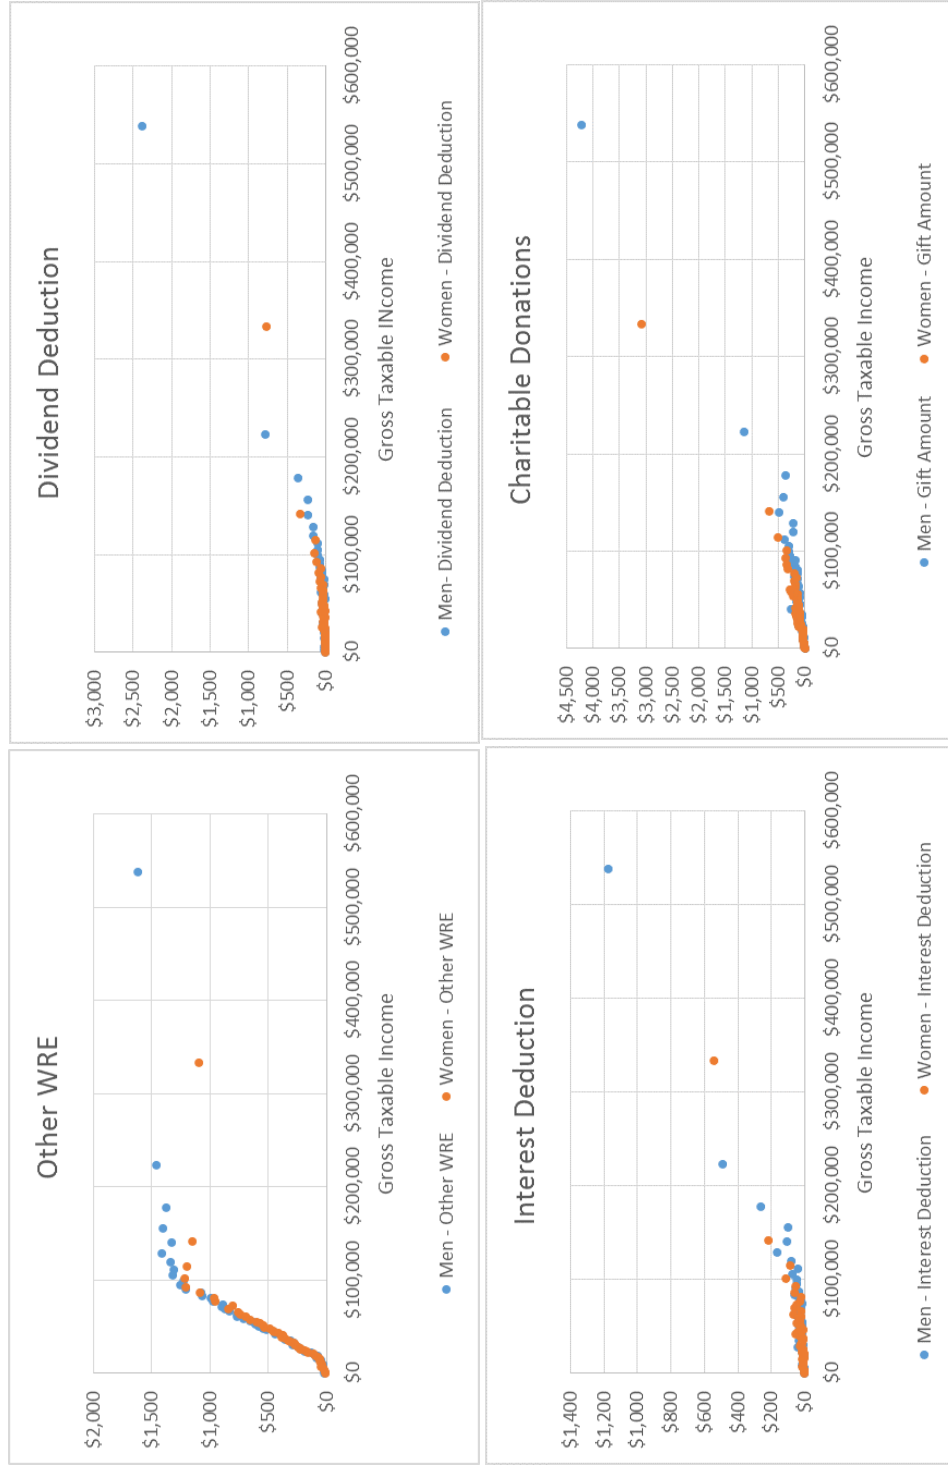 Other WRE
$2,000
$1,500
$1,000
$500
$0
$0 $100,000 $200,000 $300,000 $400,000 $500,000 $600,000
Gross Taxable Income
Men - Other WRE Women - Other WRE
Dividend Deduction
$3,000
$2,500
$2,000
$1,500
$1,000
$500
$0
$0 $100,000 $200,000 $300,000 $400,000 $500,000 $600,000
Gross Taxable INcome
Men- Dividend Deduction Women - Dividend Deduction
Interest Deduction
$1,400
$1,200
$1,000
$800
$600
$400
$200
$0
$0 $100,000 $200,000 $300,000 $400,000 $500,000 $600,000
Gross Taxable Income
Men - Interest Deduction Women - Interest Deduction
Charitable Donations
$4,500
$4,000
$3,500
$3,000
$2,500
$2,000
$1,500
$1,000
$500
$0
$0 $100,000 $200,000 $300,000 $400,000 $500,000 $600,000
Gross Taxable Income
Men - Gift Amount Women - Gift Amount